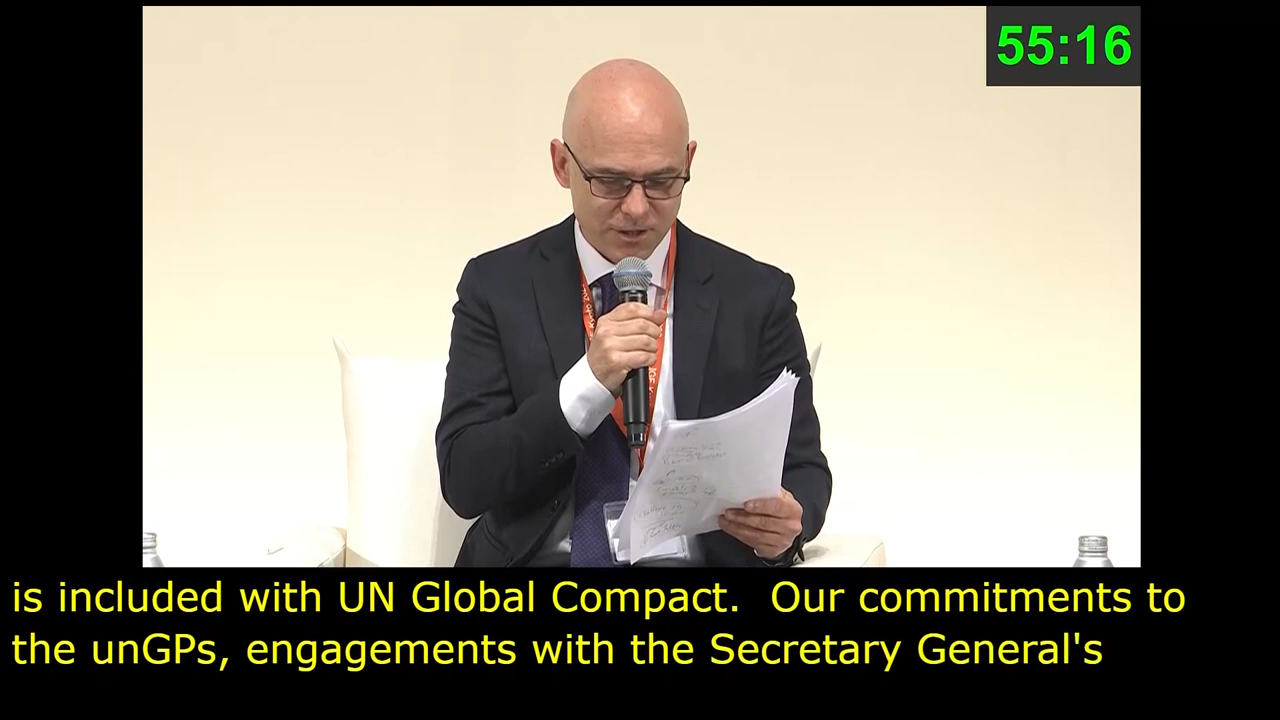 55:16
is included with UN Global Compact.  Our commitments to
the unGPs, engagements with the Secretary General's